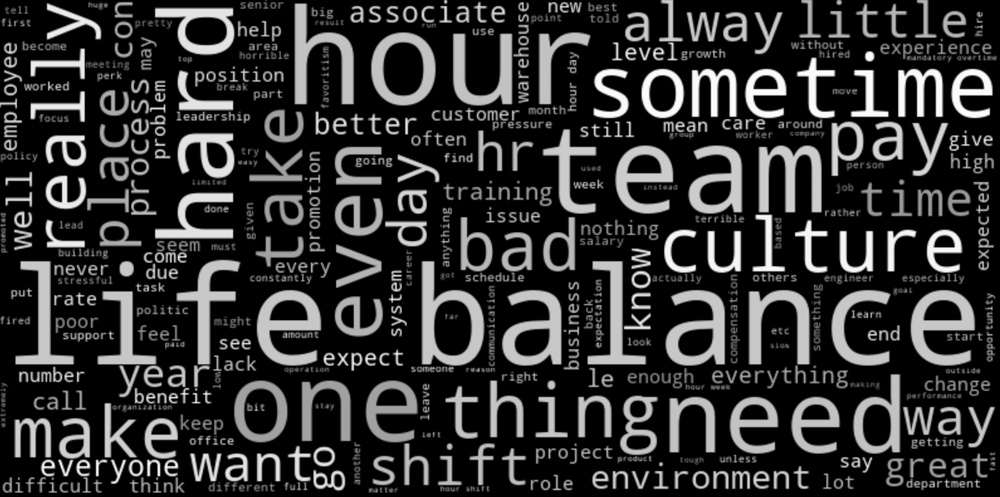 tell
huge
first
pretty
senior
big
result
associate
run
use
warehouse
new
best
point
told
alway
little
hire
become
really
place
con
may
hard
help
area
horrible
top
hour
favoritism
hour day
level
growth
without
hired
experience
mandatory overtime
employee
worked
meeting
perk
process
problem
position
break
part
sometime
move
focus
leadership
take
better
customer
month
pressure
often
still
mean
care
around
group
worker
company
pay
give
high
person
policy
try
easy
limited
promotion
even
going
day
find
hr
team
used
week
instead
training
job
time
rather
expected
well
promoted
lead
done
given
issue
anything
bad
nothing
salary
terrible
culture
based
building
seem
must
come
due
never
stressful
task
every
constantly
system
career
got
schedule
know
actually
others
engineer
especially
life
put
rate
politic
poor
support
feel
paid
fired
might
see
amount
lack
expect
balance
far
communication
business
back
expectation
look
compensation
etc
slow
something
goal
learn
end
start
opportunity
number
year
low
operation
someone
reason
right
le
enough
everything
hour week
making
outside
change
performance
extremely
call
benefit
organization
one
bit
stay
leave
left
thing
need
way
getting
make
keep
office
everyone
want
go
another
shift
project
product
tough
unless
say
great
fast
difficult
think
different
full
matter
hour shift
role
environment
lot
department